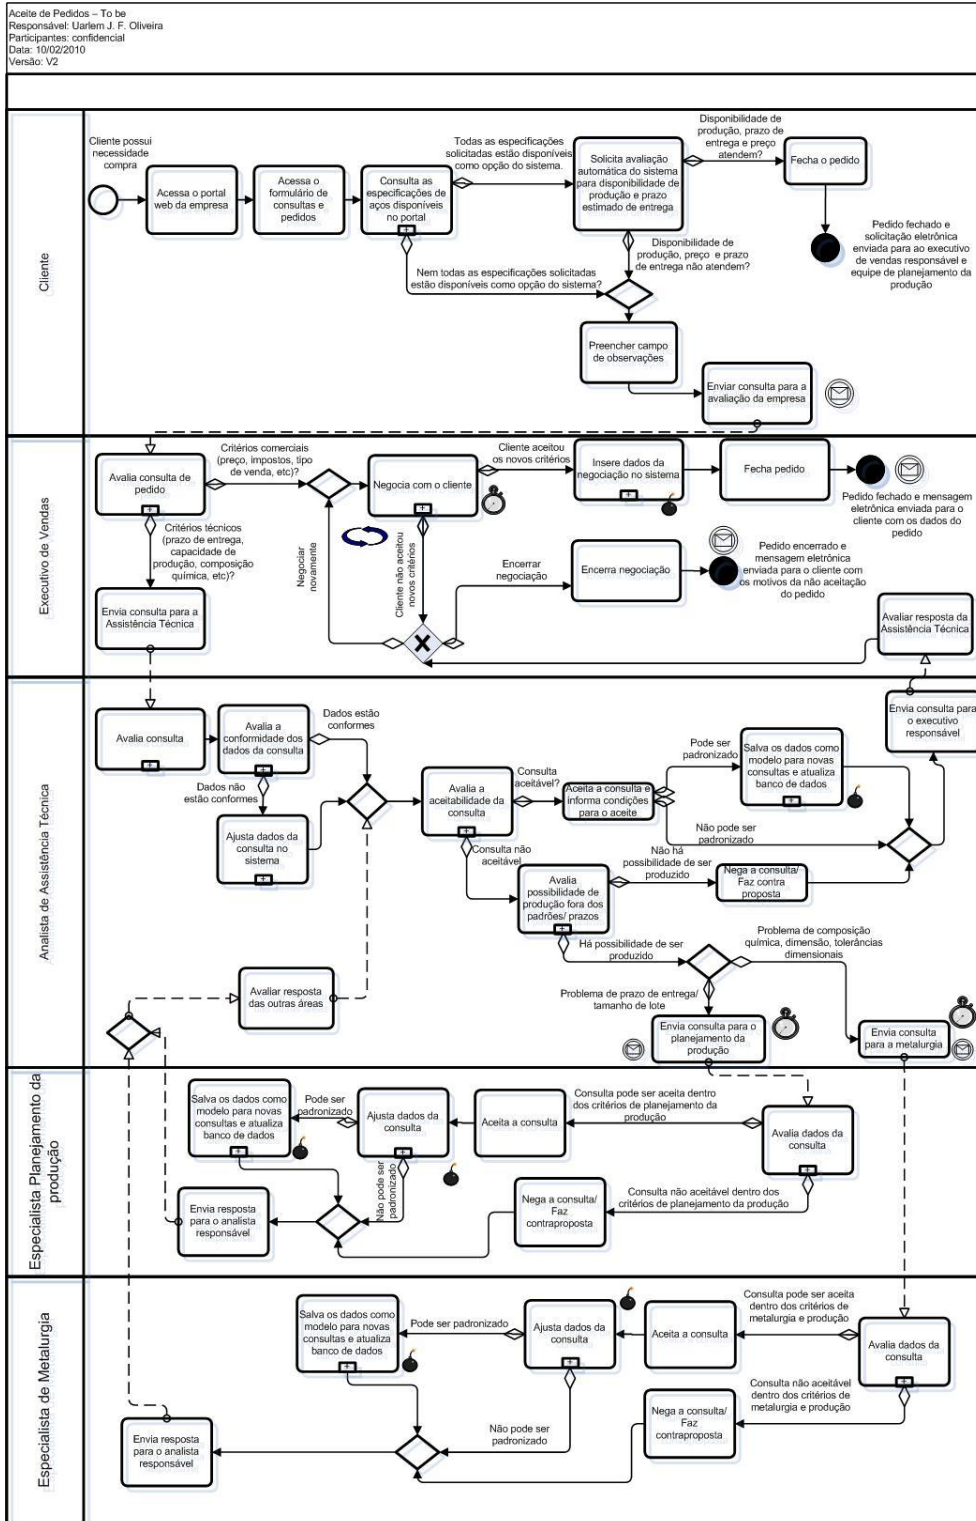 Aceite de Pedidos – To be
Responsável: Uarlem J. F. Oliveira
Participantes: confidencial
Data: 10/02/2010
Versão: V2
Cliente
Cliente possui
necessidade
compra
Acessa o portal
web da empresa
Acessa o
formulário de
consultas e
pedidos
Consulta as
especificações de
aços disponíveis
no portal
Todas as especificações
solicitadas estão disponíveis
como opção do sistema.
Solicita avaliação
automática do sistema
para disponibilidade de
produção e prazo
estimado de entrega
Disponibilidade de
produção, prazo de
entrega e preço
atendem?
Fecha o pedido
Pedido fechado e
solicitação eletrônica
enviada para ao executivo
de vendas responsável e
equipe de planejamento da
produção
Disponibilidade de
produção, preço e prazo
de entrega não atendem?
Nem todas as especificações solicitadas
estão disponíveis como opção do sistema?
Preencher campo
de observações
Enviar consulta para a
avaliação da empresa
Executivo de Vendas
Avalia consulta de
pedido
Critérios comerciais
(preço, impostos, tipo
de venda, etc)?
Negocia com o cliente
Cliente aceitou
os novos critérios
Insere dados da
negociação no sistema
Fecha pedido
Pedido fechado e mensagem
eletrônica enviada para o
cliente com os dados do
pedido
Critérios técnicos
(prazo de entrega,
capacidade de
produção, composição
química, etc)?
Negociar
novamente
Cliente não aceitou
novos critérios
Encerrar
negociação
Encerra negociação
Pedido encerrado e
mensagem eletrônica
enviada para o cliente com
os motivos da não aceitação
do pedido
Envia consulta para a
Assistência Técnica
Avaliar resposta da
Assistência Técnica
Analista de Assistência Técnica
Avalia consulta
Avalia a
conformidade dos
dados da consulta
Dados estão
conformes
Dados não
estão conformes
Ajusta dados da
consulta no
sistema
Avalia a
aceitabilidade da
consulta
Consulta
aceitável?
Aceita a consulta e
informa condições
para o aceite
Pode ser
padronizado
Salva os dados como
modelo para novas
consultas e atualiza
banco de dados
Envia consulta para
o executivo
responsável
Não pode ser
padronizado
Consulta não
aceitável
Avalia
possibilidade de
produção fora dos
padrões/ prazos
Não há
possibilidade de ser
produzido
Nega a consulta/
Faz contra
proposta
Há possibilidade de ser
produzido
Problema de composição
química, dimensão, tolerâncias
dimensionais
Problema de prazo de entrega/
tamanho de lote
Envia consulta para o
planejamento da
produção
Envia consulta
para a metalurgia
Avaliar resposta
das outras áreas
Especialista Planejamento da
produção
Salva os dados como
modelo para novas
consultas e atualiza
banco de dados
Pode ser
padronizado
Ajusta dados da
consulta
Aceita a consulta
Consulta pode ser aceita dentro
dos critérios de planejamento da
produção
Avalia dados da
consulta
Não pode ser
padronizado
Nega a consulta/
Faz
contraproposta
Consulta não aceitável dentro dos
critérios de planejamento da produção
Envia resposta
para o analista
responsável
Especialista de Metalurgia
Salva os dados como
modelo para novas
consultas e atualiza
banco de dados
Pode ser padronizado
Ajusta dados da
consulta
Aceita a consulta
Consulta pode ser aceita
dentro dos critérios de
metalurgia e produção
Avalia dados da
consulta
Consulta não aceitável
dentro dos critérios de
metalurgia e produção
Nega a consulta/
Faz
contraproposta
Não pode ser
padronizado
Envia resposta
para o analista
responsável